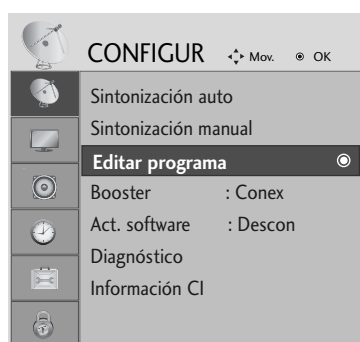 CONFIGUR Mov. OK
Sintonización auto
Sintonización manual
Editar programa
Booster : Conex
Act. software : Descon
Diagnóstico
Información CI